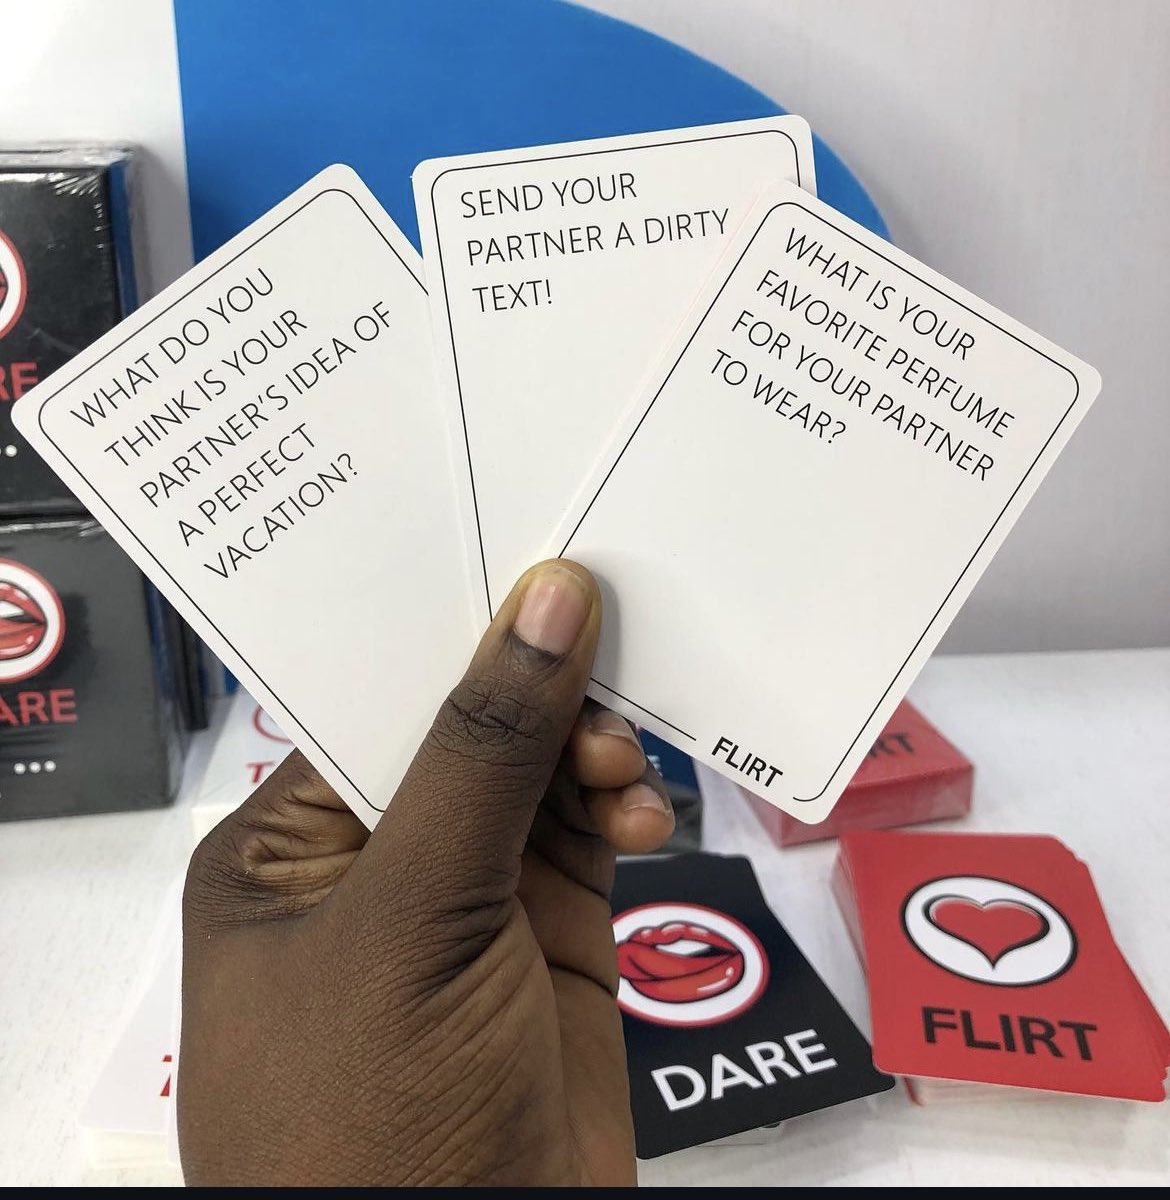 WHAT DO YOU
THINK IS YOUR
PARTNER'S IDEA OF
A PERFECT
VACATION?
SEND YOUR
PARTNER A DIRTY
TEXT!
WHAT IS YOUR
FAVORITE PERFUME
FOR YOUR PARTNER
TO WEAR?
FLIRT
DARE
FLIRT